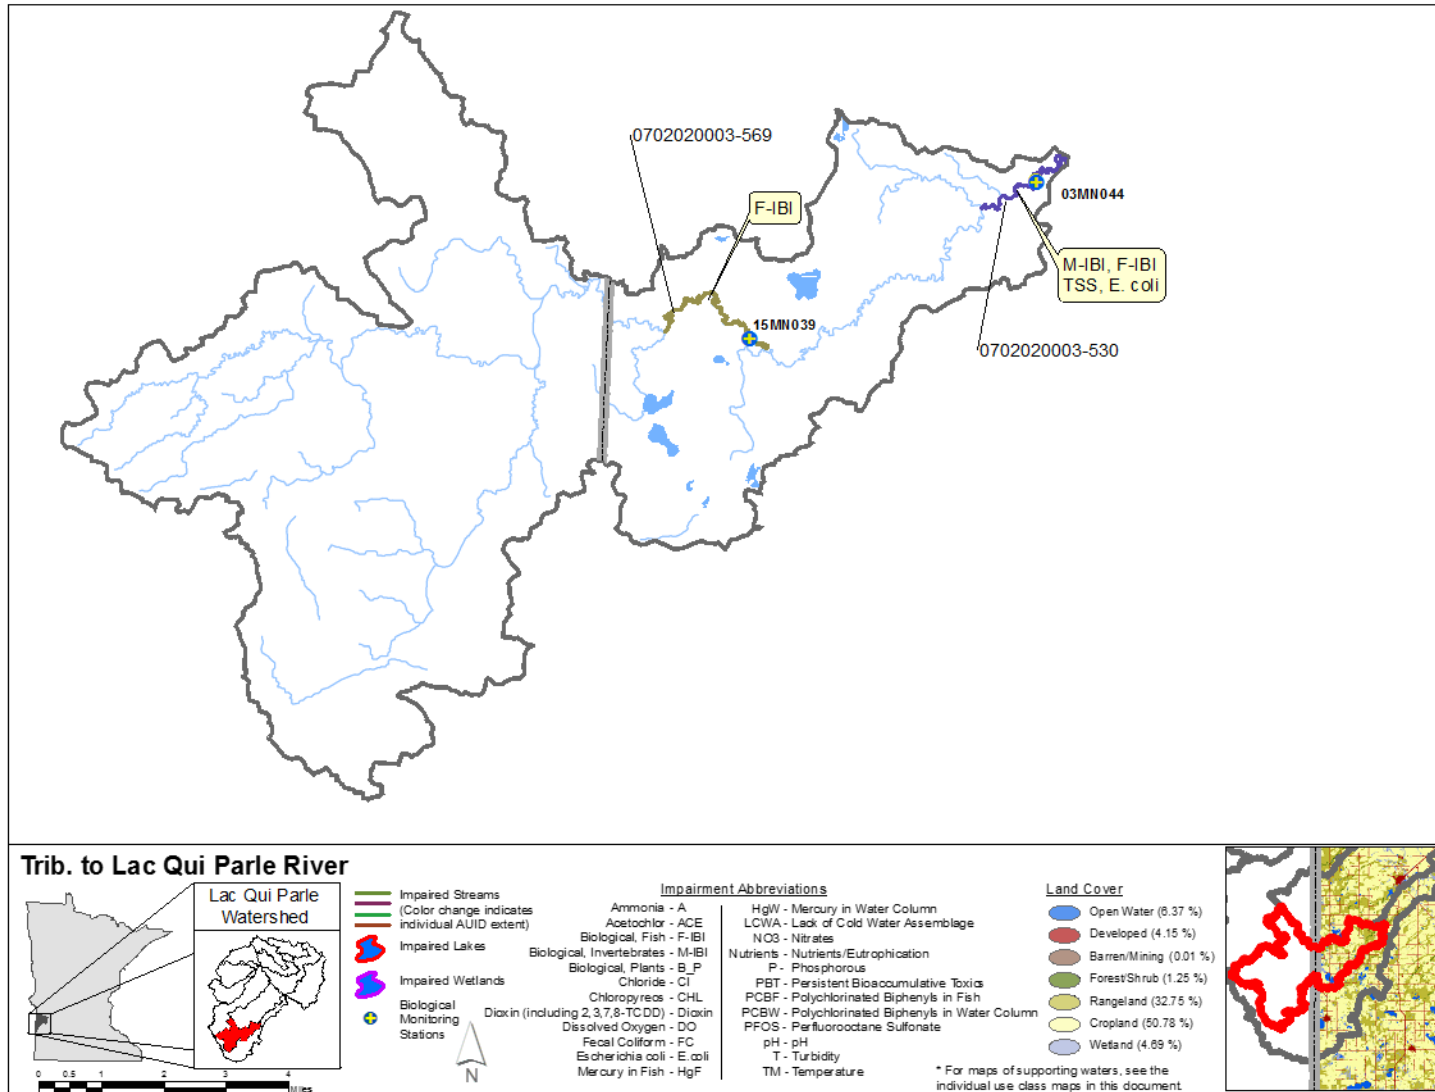 0702020003-569
F-IBI
03MN044
M-IBI, F-IBI
TSS, E. coli
15MN039
0702020003-530
Trib. to Lac Qui Parle River
Lac Qui Parle
Watershed
0 0.5 1 2 3 4
Miles
Impaired Streams
(Color change indicates
individual AUID extent)
Impaired Lakes
Impaired Wetlands
Biological
Monitoring
Stations
N
Impairment Abbreviations
Ammonia - A
Acetochlor - ACE
Biological, Fish - F-IBI
Biological, Invertebrates - M-IBI
Biological, Plants - B_P
Chloride - Cl
Chloropyreos - CHL
Dioxin (including 2,3,7,8-TCDD) - Dioxin
Dissolved Oxygen - DO
Fecal Coliform - FC
Escherichia coli - E.coli
Mercury in Fish - HgF
HgW - Mercury in Water Column
LCWA - Lack of Cold Water Assemblage
NO3 - Nitrates
Nutrients - Nutrients/Eutrophication
P - Phosphorous
PBT - Persistent Bioaccumulative Toxics
PCBF - Polychlorinated Biphenyls in Fish
PCBW - Polychlorinated Biphenyls in Water Column
PFOS - Perfluorooctane Sulfonate
pH - pH
T - Turbidity
TM - Temperature
Land Cover
Open Water (6.37 %)
Developed (4.15 %)
Barren/Mining (0.01 %)
Forest/Shrub (1.25 %)
Rangeland (32.75 %)
Cropland (50.78 %)
Wetland (4.69 %)
* For maps of supporting waters, see the
individual use class maps in this document.